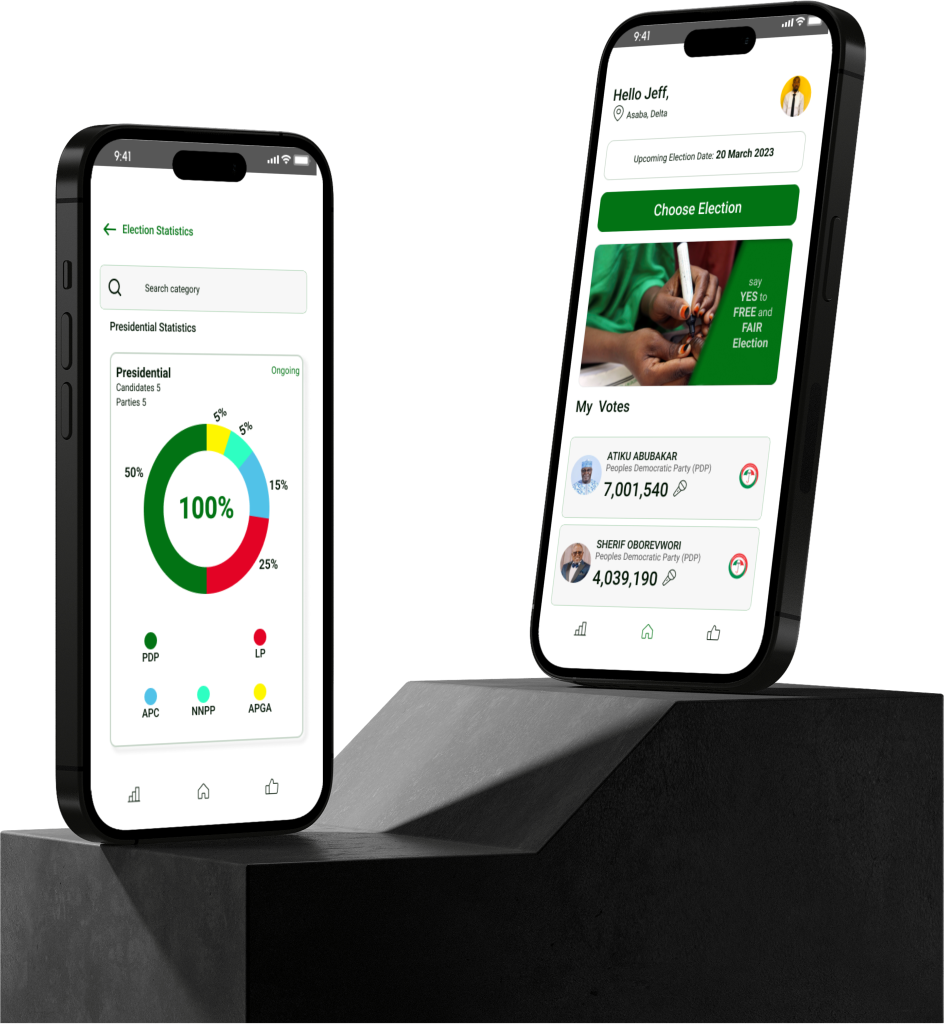 9:41
Election Statistics
Search category
Presidential Statistics
Presidential
Ongoing
Candidates 5
Parties 5
5%
5%
50%
15%
100%
25%
PDP
LP
APC
NNPP
APGA
9:41
Hello Jeff,
Asaba, Delta
Upcoming Election Date: 20 March 2023
Choose Election
say
YES to
FREE and
FAIR
Election
My Votes
ATIKU ABUBAKAR
Peoples Democratic Party (PDP)
7,001,540
SHERIF OBOREVWORI
Peoples Democratic Party (PDP)
4,039,190